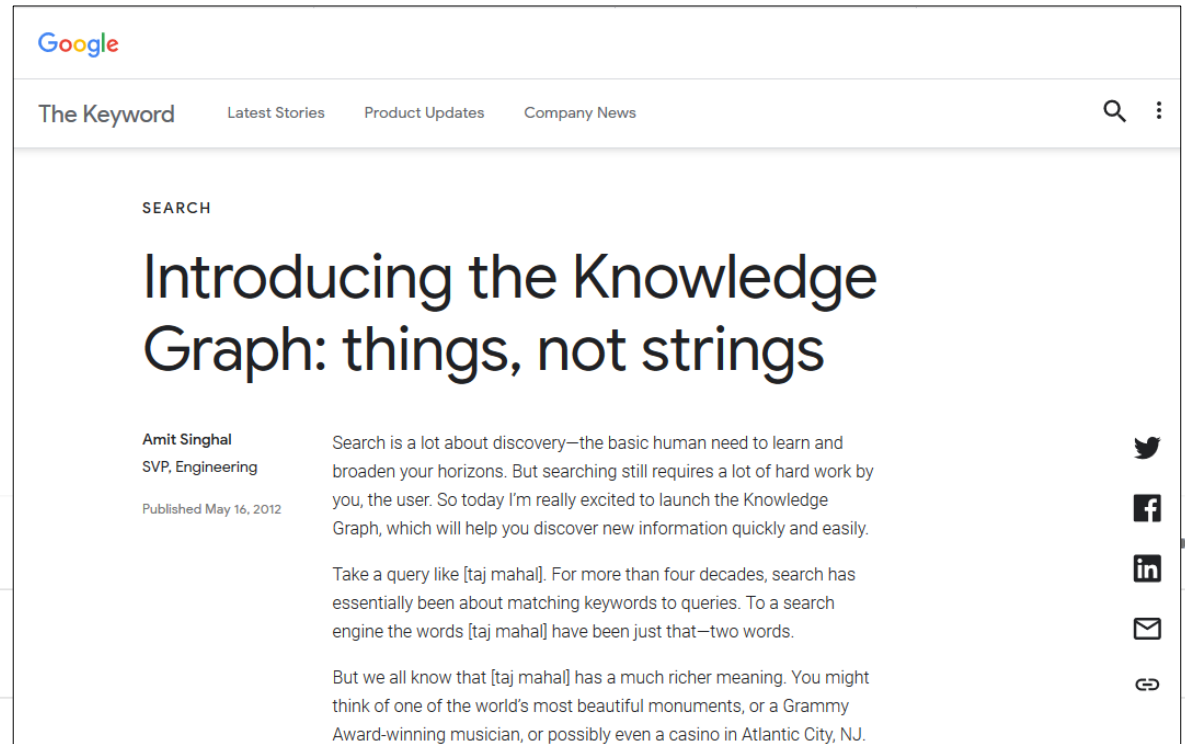 Google
The Keyword Latest Stories Product Updates Company News
SEARCH
Introducing the Knowledge
Graph: things, not strings
Amit Singhal
SVP, Engineering
Published May 16, 2012
Search is a lot about discovery—the basic human need to learn and
broaden your horizons. But searching still requires a lot of hard work by
you, the user. So today I’m really excited to launch the Knowledge
Graph, which will help you discover new information quickly and easily.
Take a query like [taj mahal]. For more than four decades, search has
essentially been about matching keywords to queries. To a search
engine the words [taj mahal] have been just that—two words.
But we all know that [taj mahal] has a much richer meaning. You might
think of one of the world’s most beautiful monuments, or a Grammy
Award-winning musician, or possibly even a casino in Atlantic City, NJ.